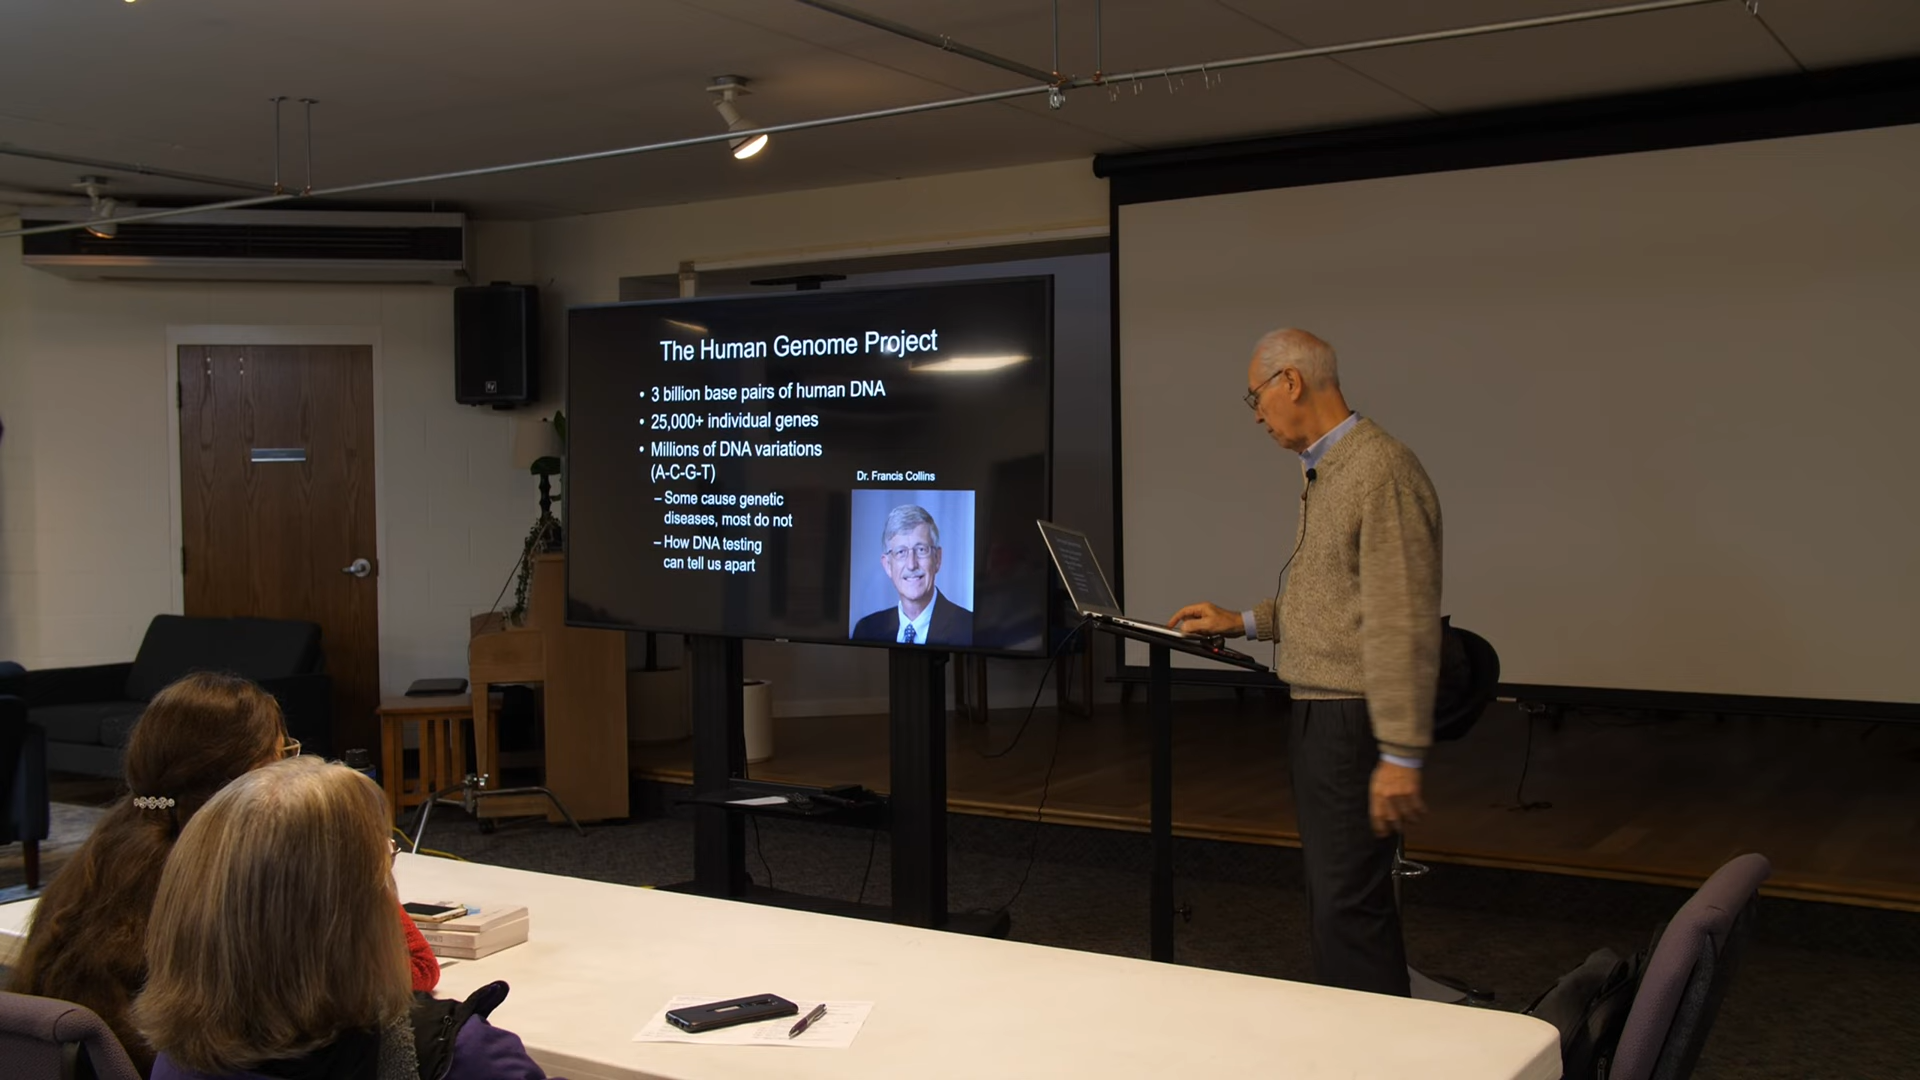 The Human Genome Project
• 3 billion base pairs of human DNA
• 25,000+ individual genes
• Millions of DNA variations
(A-C-G-T)
– Some cause genetic
diseases, most do not
– How DNA testing
can tell us apart
Dr. Francis Collins